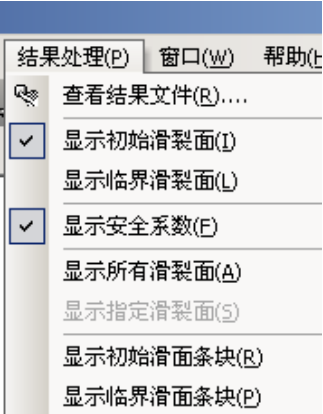 结果处理(P) 窗口(W) 帮助(H
查看结果文件(R)....
显示初始滑裂面(I)
显示临界滑裂面(L)
显示安全系数(F)
显示所有滑裂面(A)
显示指定滑裂面(S)
显示初始滑面条块(R)
显示临界滑面条块(P)